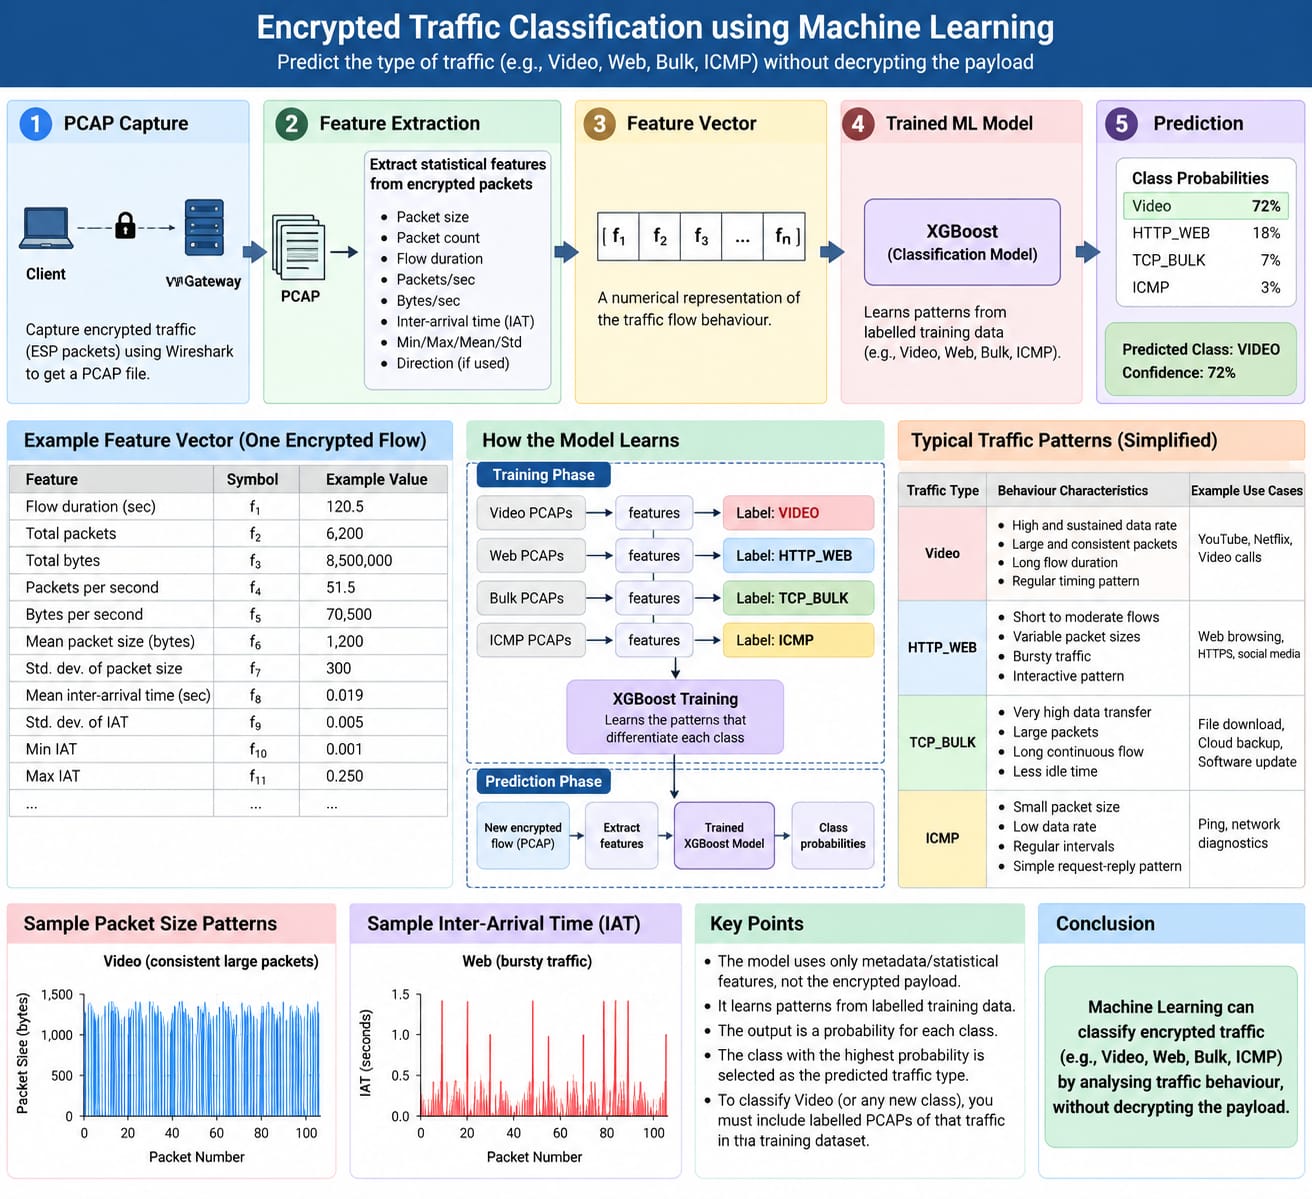 Encrypted Traffic Classification using Machine Learning
Predict the type of traffic (e.g., Video, Web, Bulk, ICMP) without decrypting the payload
1 PCAP Capture
Client
Gateway
Capture encrypted traffic
(ESP packets) using Wireshark
to get a PCAP file.
2 Feature Extraction
PCAP
Extract statistical features
from encrypted packets
• Packet size
• Packet count
• Flow duration
• Packets/sec
• Bytes/sec
• Inter-arrival time (IAT)
• Min/Max/Mean/Std
• Direction (if used)
3 Feature Vector
[ f1 f2 f3 ... fn ]
A numerical representation of
the traffic flow behaviour.
4 Trained ML Model
XGBoost
(Classification Model)
Learns patterns from
labelled training data
(e.g., Video, Web, Bulk, ICMP).
5 Prediction
Class Probabilities
Video 72%
HTTP_WEB 18%
TCP_BULK 7%
ICMP 3%
Predicted Class: VIDEO
Confidence: 72%
Example Feature Vector (One Encrypted Flow)
Feature Symbol Example Value
Flow duration (sec) f1 120.5
Total packets f2 6,200
Total bytes f3 8,500,000
Packets per second f4 51.5
Bytes per second f5 70,500
Mean packet size (bytes) f6 1,200
Std. dev. of packet size f7 300
Mean inter-arrival time (sec) f8 0.019
Std. dev. of IAT f9 0.005
Min IAT f10 0.001
Max IAT f11 0.250
... ... ...
How the Model Learns
Training Phase
Video PCAPs features Label: VIDEO
Web PCAPs features Label: HTTP_WEB
Bulk PCAPs features Label: TCP_BULK
ICMP PCAPs features Label: ICMP
XGBoost Training
Learns the patterns that
differentiate each class
Prediction Phase
New encrypted
flow (PCAP)
Extract
features
Trained
XGBoost Model
Class
probabilities
Typical Traffic Patterns (Simplified)
Traffic Type Behaviour Characteristics Example Use Cases
Video
• High and sustained data rate
• Large and consistent packets
• Long flow duration
• Regular timing pattern
YouTube, Netflix,
Video calls
HTTP_WEB
• Short to moderate flows
• Variable packet sizes
• Bursty traffic
• Interactive pattern
Web browsing,
HTTPS, social media
TCP_BULK
• Very high data transfer
• Large packets
• Long continuous flow
• Less idle time
File download,
Cloud backup,
Software update
ICMP
• Small packet size
• Low data rate
• Regular intervals
• Simple request-reply pattern
Ping, network
diagnostics
Sample Packet Size Patterns
Video (consistent large packets)
Packet Slee (bytes)
1,500
1,000
500
0
0 20 40 60 80 100
Packet Number
Sample Inter-Arrival Time (IAT)
Web (bursty traffic)
IAT (seconds)
1.5
1.0
0.5
0.0
0 20 40 60 80 100
Packet Number
Key Points
• The model uses only metadata/statistical
features, not the encrypted payload.
• It learns patterns from labelled training data.
• The output is a probability for each class.
• The class with the highest probability is
selected as the predicted traffic type.
• To classify Video (or any new class), you
must include labelled PCAPs of that traffic
in training dataset.
Conclusion
Machine Learning can
classify encrypted traffic
(e.g., Video, Web, Bulk, ICMP)
by analysing traffic behaviour,
without decrypting the payload.